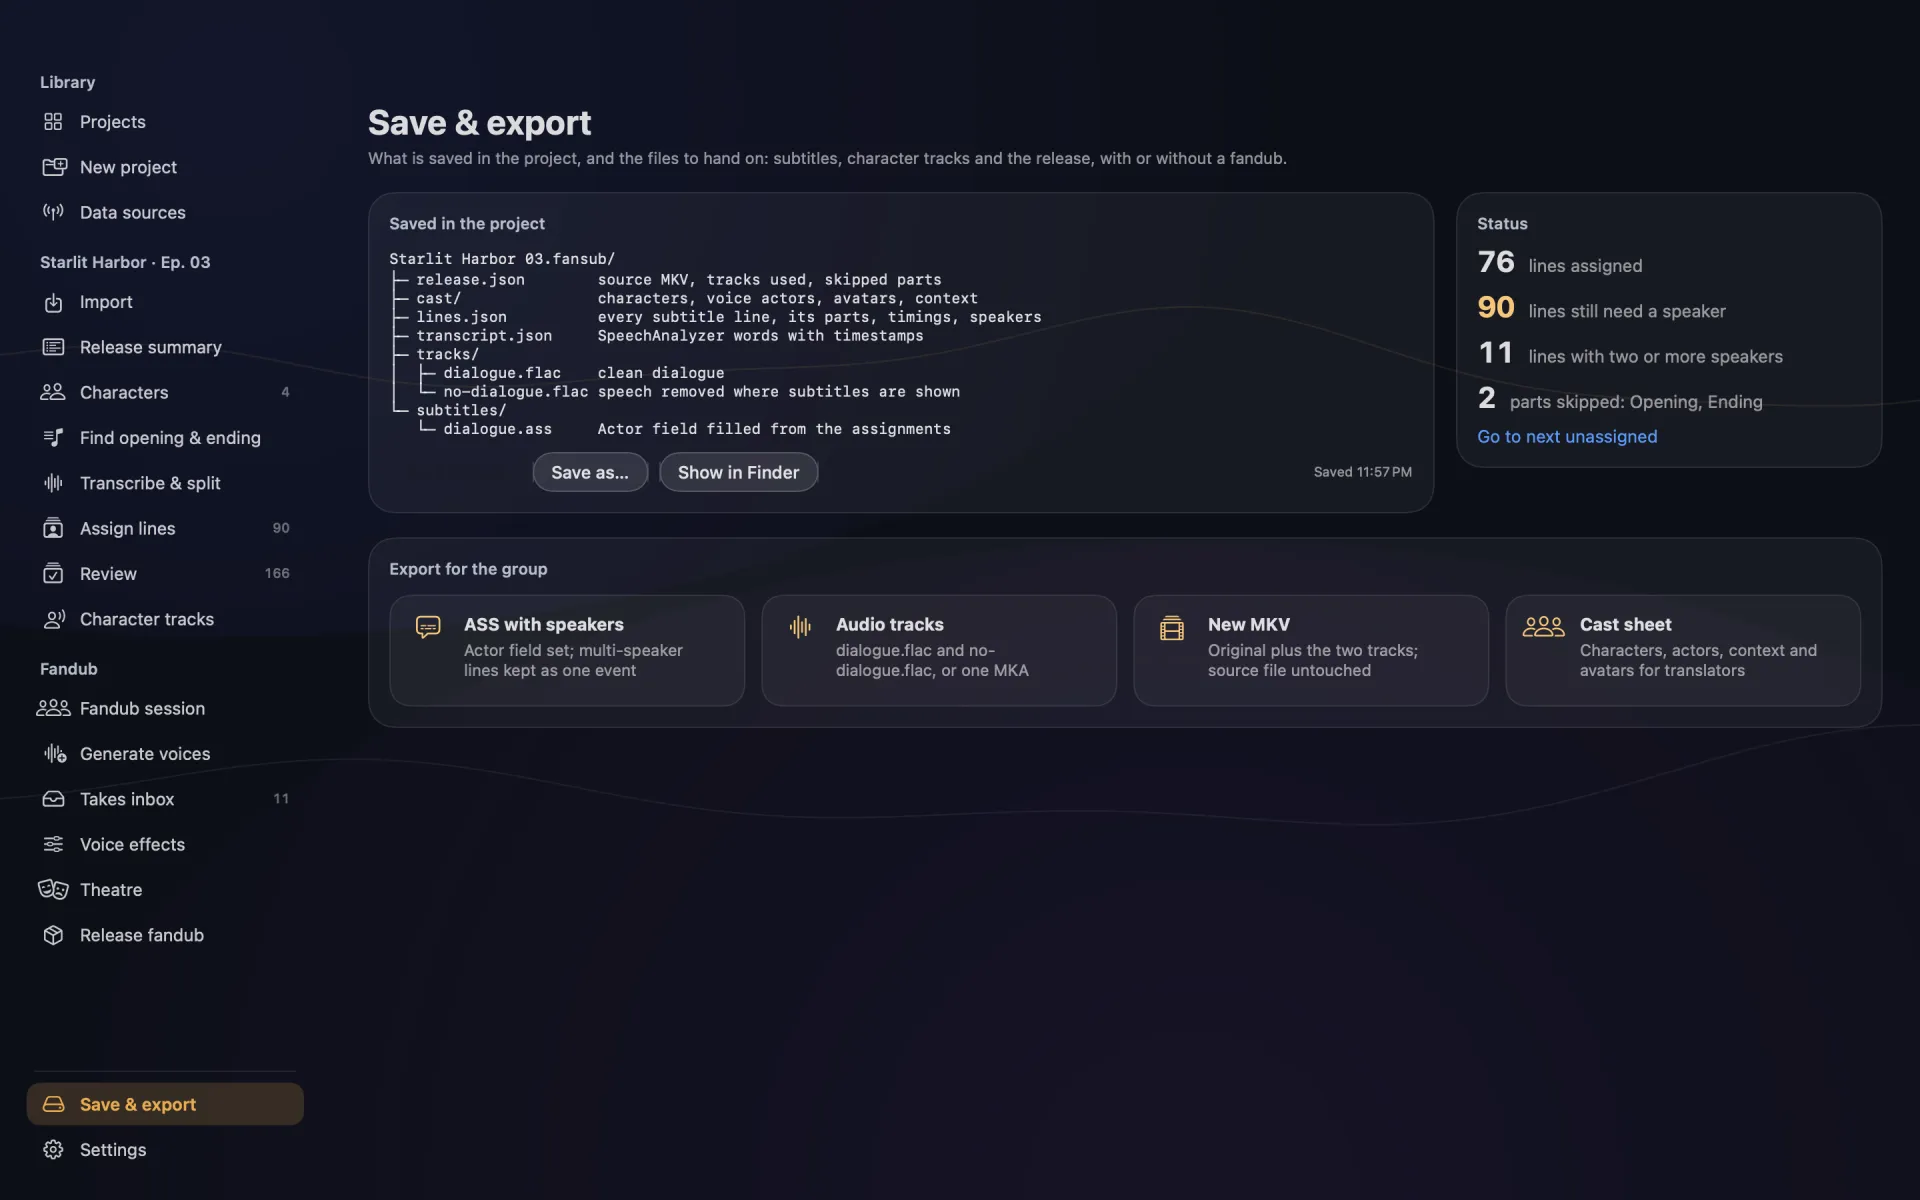 Library
Projects
New project
Data sources
Starlit Harbor · Ep. 03
Import
Release summary
Characters 4
Find opening & ending
Transcribe & split
Assign lines 90
Review 166
Character tracks
Fandub
Fandub session
Generate voices
Takes inbox 11
Voice effects
Theatre
Release fandub
Save & export
Settings
Save & export
What is saved in the project, and the files to hand on: subtitles, character tracks and the release, with or without a fandub.
Saved in the project
Starlit Harbor 03.fansub/
├─ release.json source MKV, tracks used, skipped parts
├─ cast/ characters, voice actors, avatars, context
├─ lines.json every subtitle line, its parts, timings, speakers
├─ transcript.json SpeechAnalyzer words with timestamps
├─ tracks/
│ ├─ dialogue.flac clean dialogue
│ └─ no-dialogue.flac speech removed where subtitles are shown
└─ subtitles/
└─ dialogue.ass Actor field filled from the assignments
Save as... Show in Finder Saved 11:57 PM
Status
76 lines assigned
90 lines still need a speaker
11 lines with two or more speakers
2 parts skipped: Opening, Ending
Go to next unassigned
Export for the group
ASS with speakers
Actor field set; multi-speaker
lines kept as one event
Audio tracks
dialogue.flac and no-
dialogue.flac, or one MKA
New MKV
Original plus the two tracks;
source file untouched
Cast sheet
Characters, actors, context and
avatars for translators